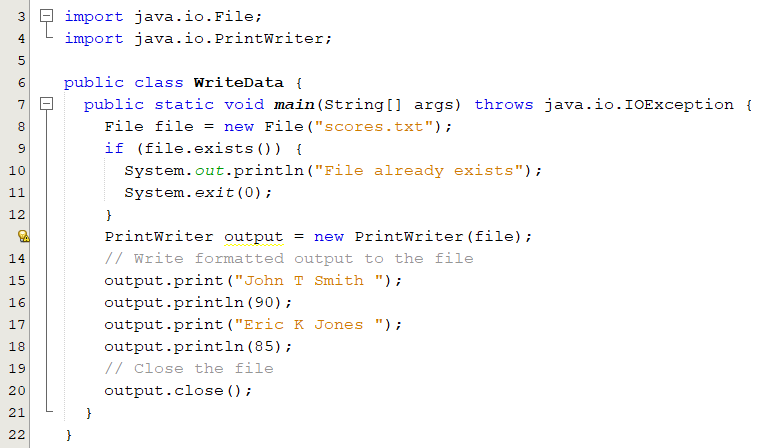 3 import java.io.File;
4 import java.io.PrintWriter;
5
6 public class WriteData {
7   public static void main(String[] args) throws java.io.IOException {
8     File file = new File("scores.txt");
9     if (file.exists()) {
10       System.out.println("File already exists");
11       System.exit(0);
12     }
    PrintWriter output = new PrintWriter(file);
14     // Write formatted output to the file
15     output.print("John T Smith ");
16     output.println(90);
17     output.print("Eric K Jones ");
18     output.println(85);
19     // Close the file
20     output.close();
21   }
22 }